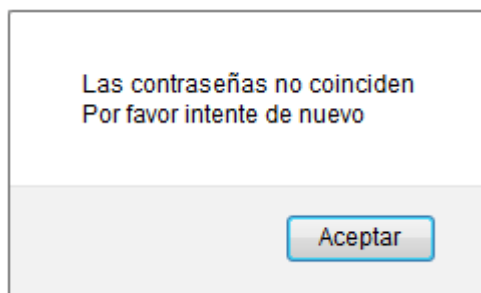 Las contraseñas no coinciden
Por favor intente de nuevo
Aceptar